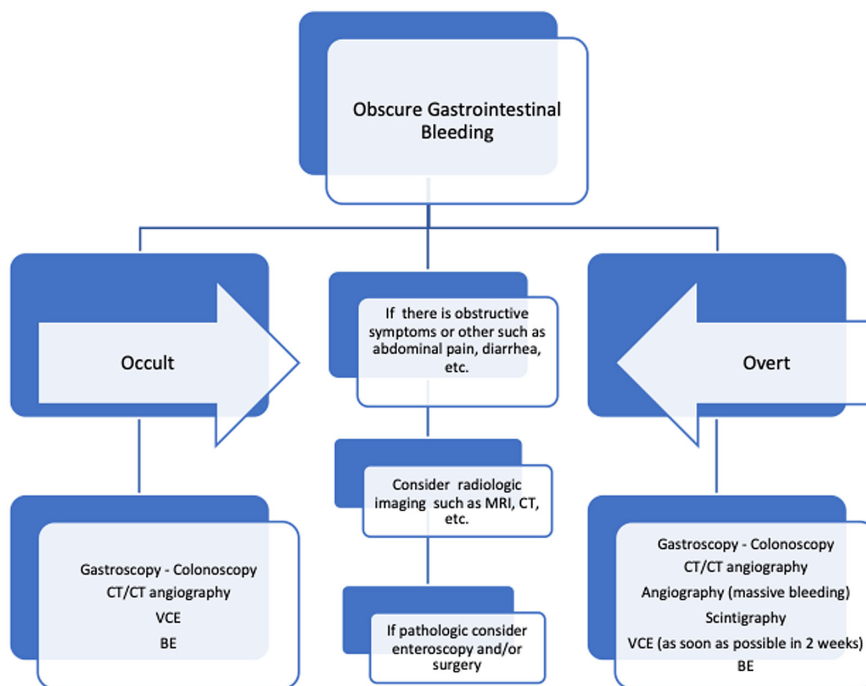 Obscure Gastrointestinal
Bleeding
Occult
If there is obstructive
symptoms or other such as
abdominal pain, diarrhea,
etc.
Overt
Consider radiologic
imaging such as MRI, CT,
etc.
Gastroscopy - Colonoscopy
CT/CT angiography
VCE
BE
If pathologic consider
enteroscopy and/or
surgery
Gastroscopy - Colonoscopy
CT/CT angiography
Angiography (massive bleeding)
Scintigraphy
VCE (as soon as possible in 2 weeks)
BE